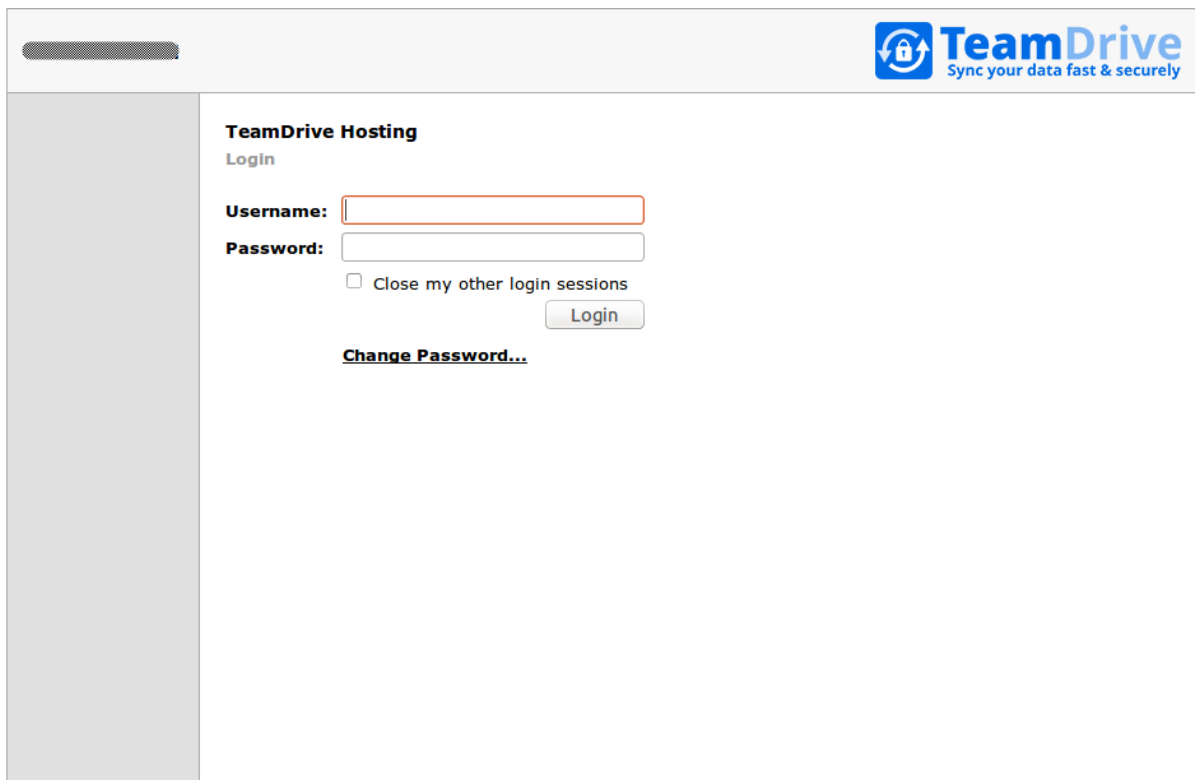 TeamDrive
Sync your data fast & securely
TeamDrive Hosting
Login
Username:
Password:
Close my other login sessions
Login
Change Password...